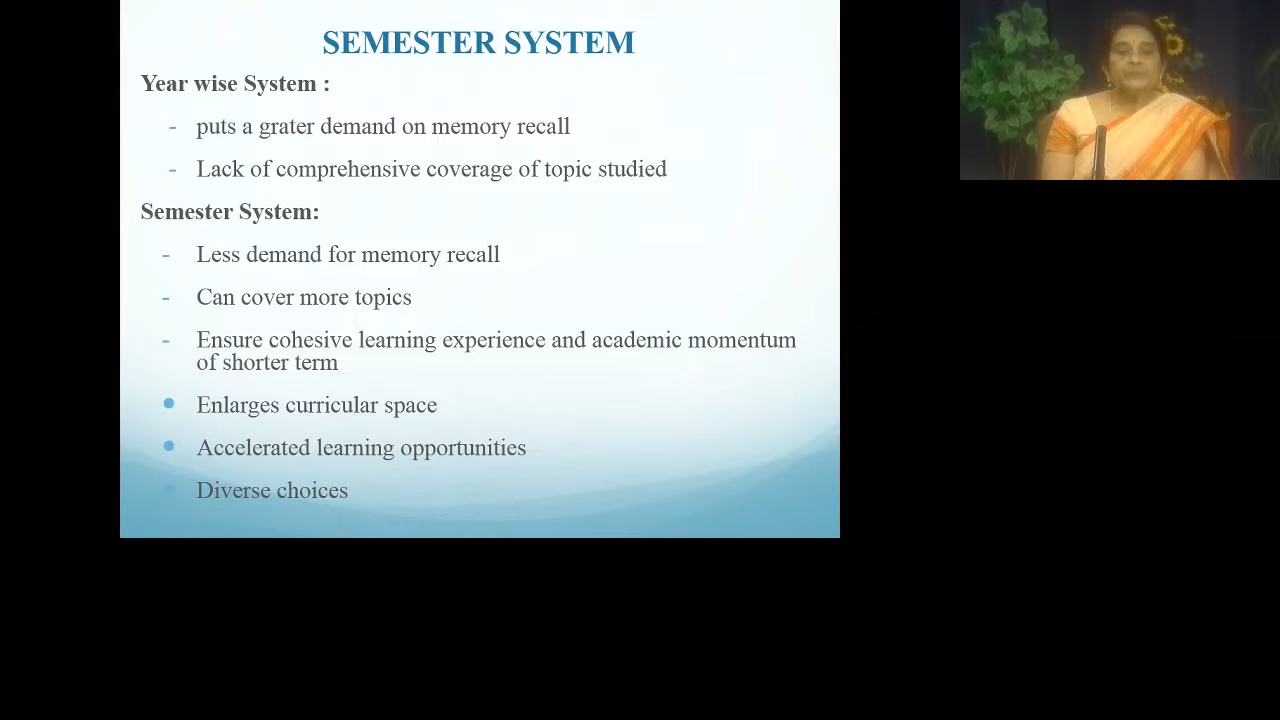 SEMESTER SYSTEM
Year wise System :
- puts a grater demand on memory recall
- Lack of comprehensive coverage of topic studied
Semester System:
- Less demand for memory recall
- Can cover more topics
- Ensure cohesive learning experience and academic momentum
of shorter term
● Enlarges curricular space
● Accelerated learning opportunities
● Diverse choices